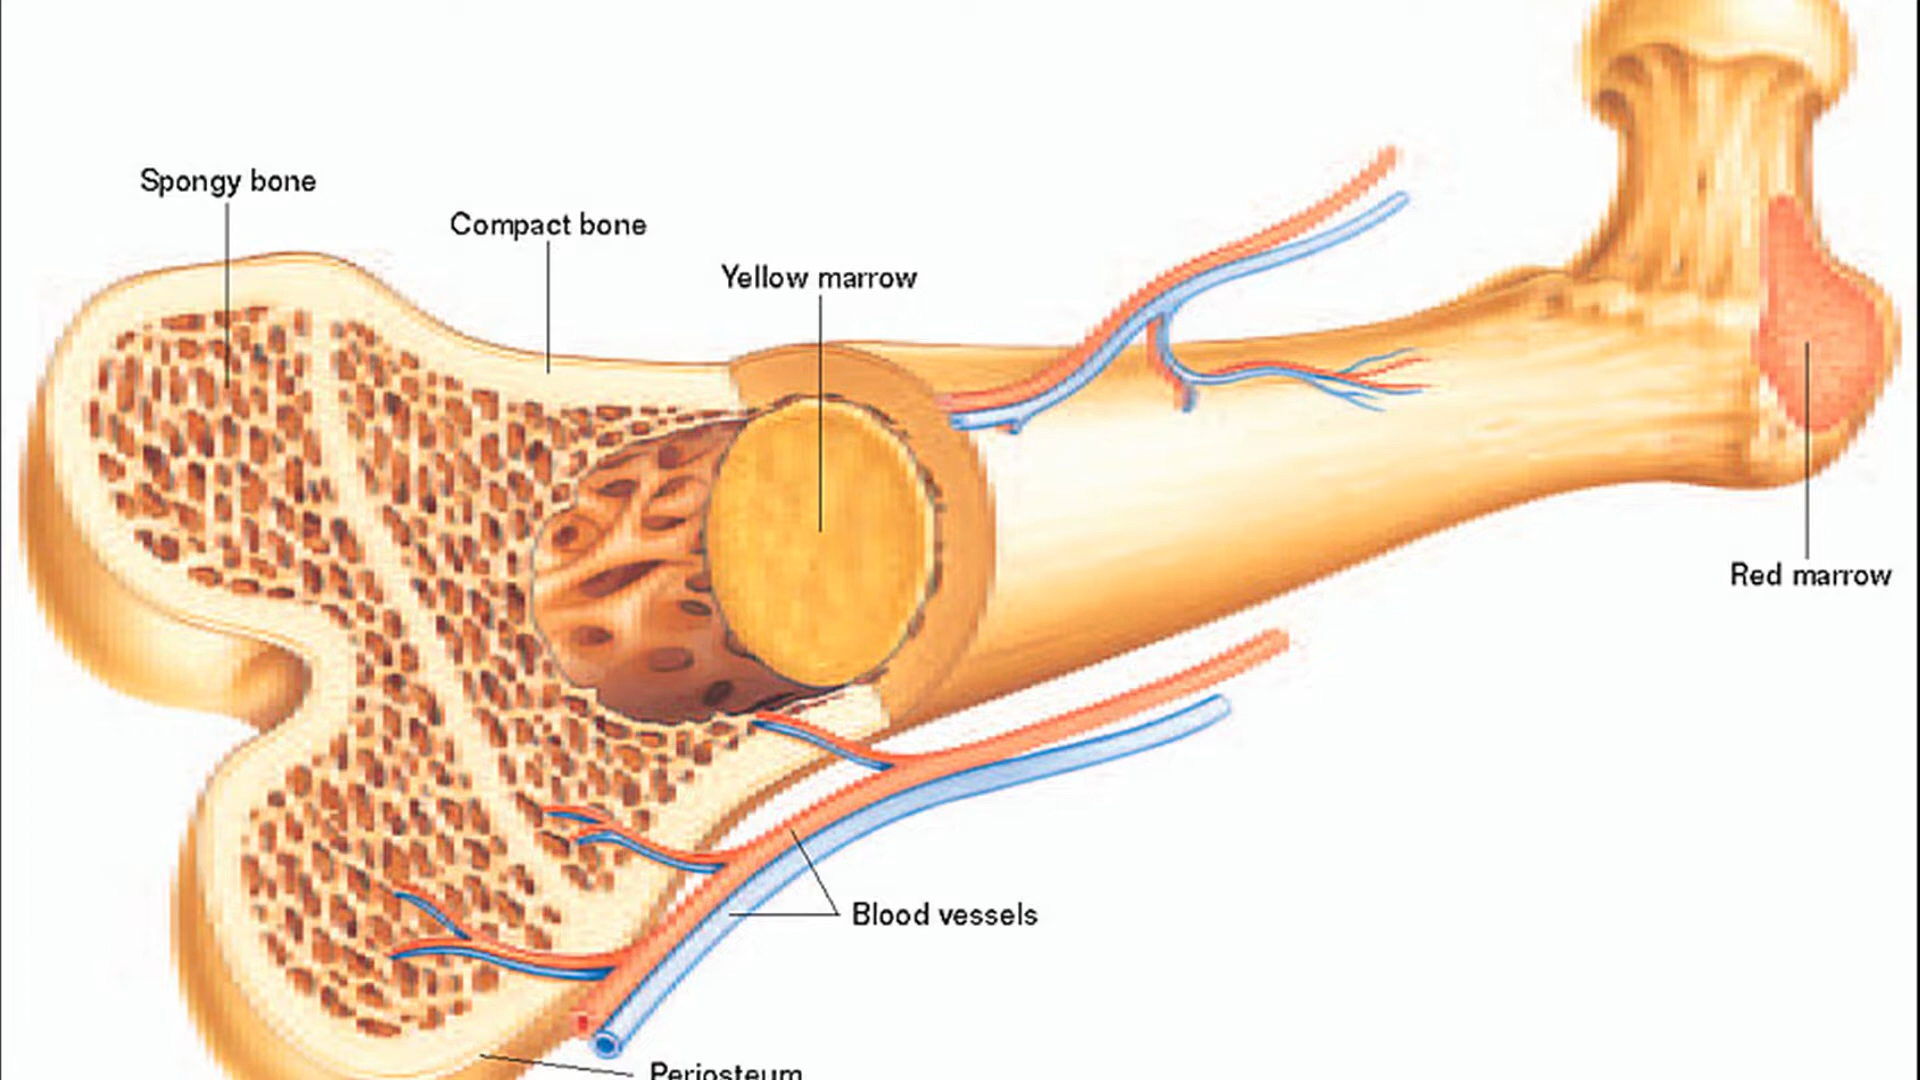 Spongy bone
Compact bone
Yellow marrow
Red marrow
Blood vessels
Periosteum